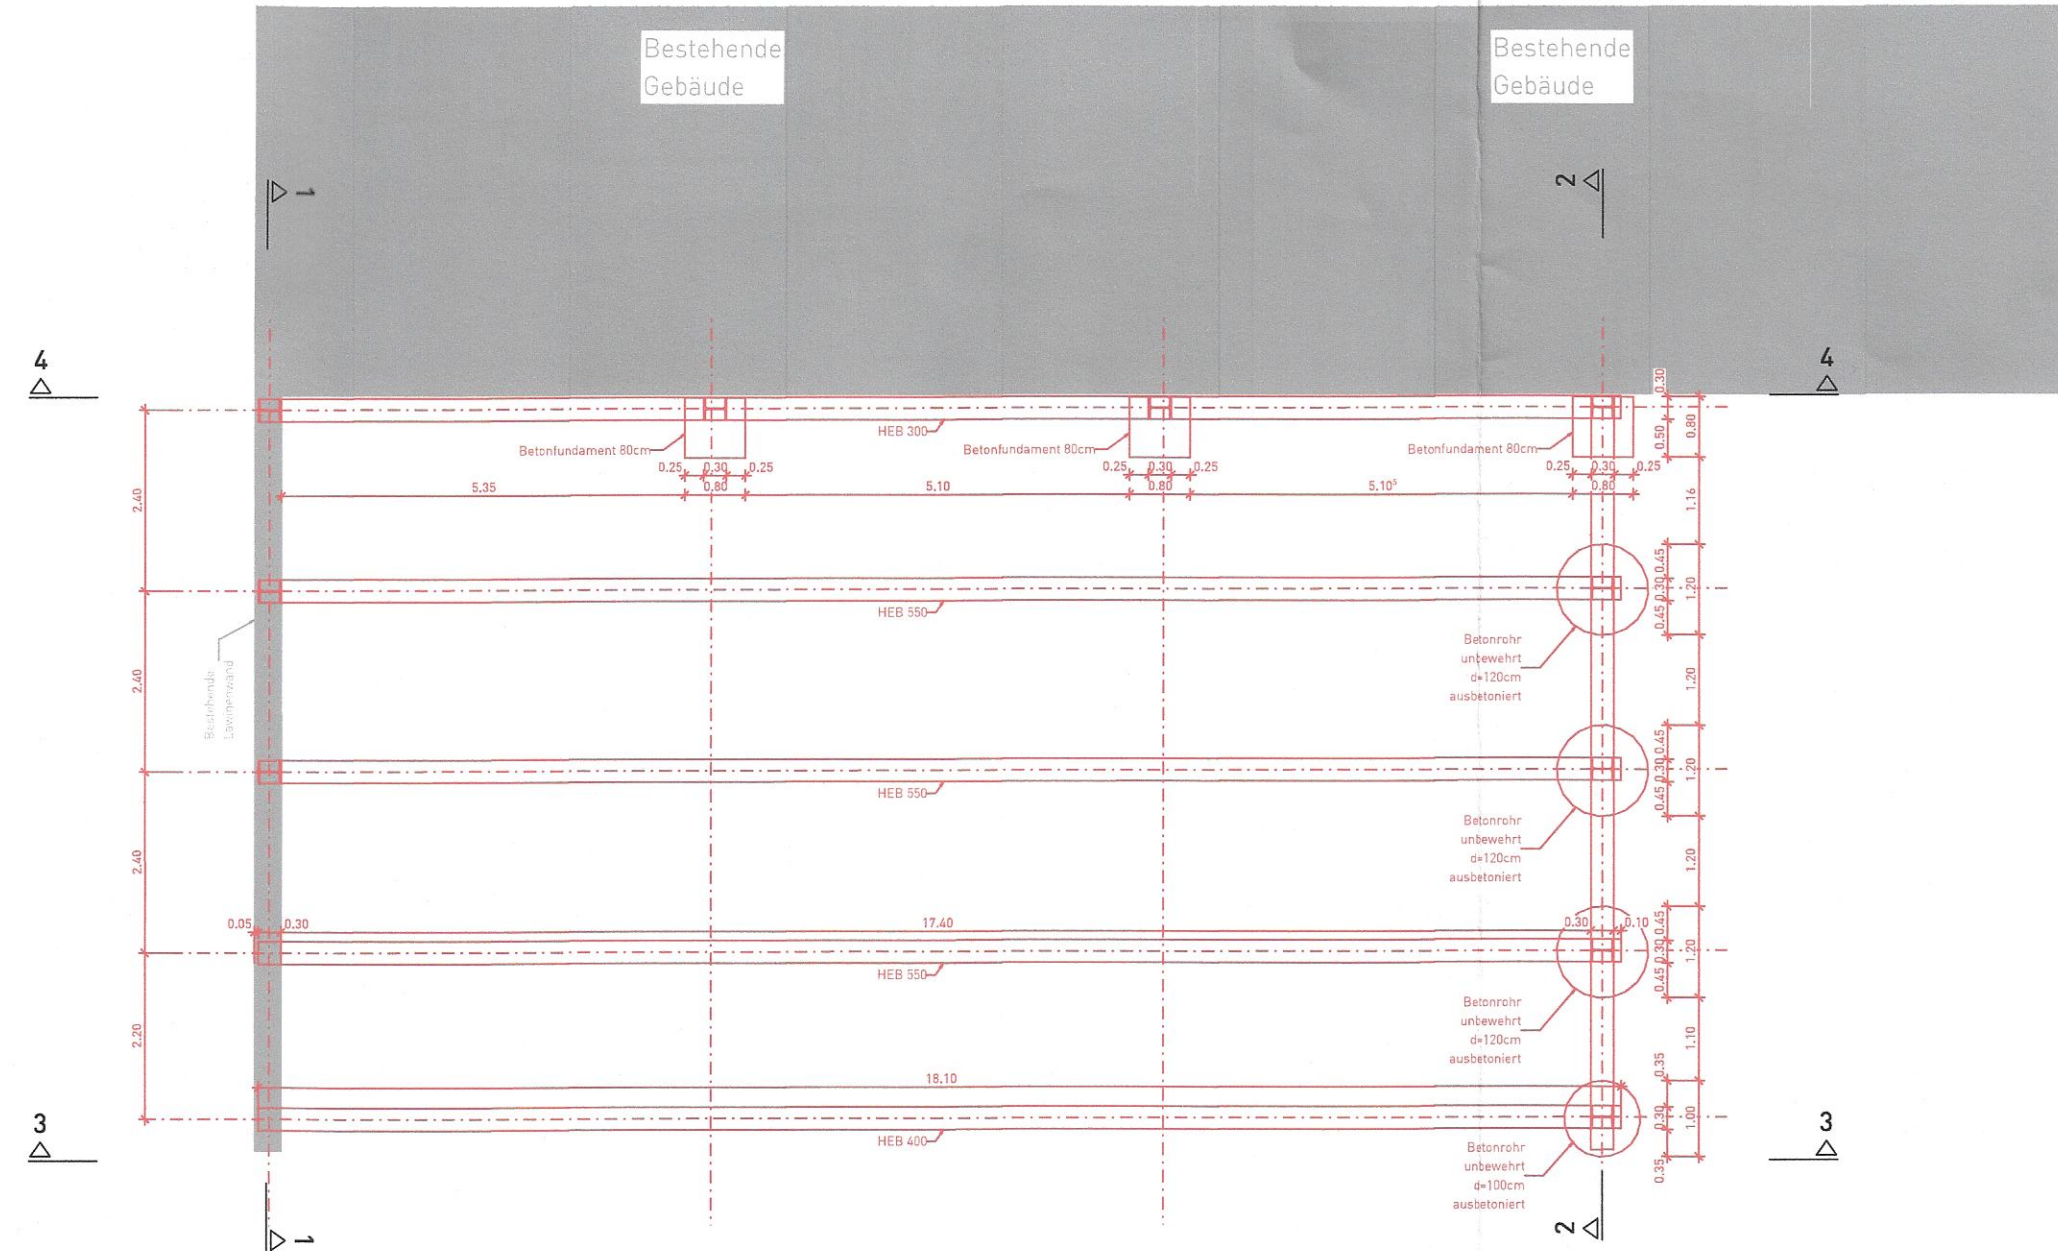 Bestehende
Gebäude
Bestehende
Gebäude
1
2
4
4
0.30
HEB 300
Betonfundament 80cm
Betonfundament 80cm
Betonfundament 80cm
0.50
0.80
0.25 0.30 0.25
0.25 0.30 0.25
0.25 0.30 0.25
5.35
0.80
5.10
0.80
5.10⁵
0.80
2.40
1.16
HEB 550
0.45
0.30
0.45
1.20
Betonrohr
unbewehrt
d=120cm
ausbetoniert
Bestehende
Lawinenwand
2.40
1.20
HEB 550
0.45
0.30
0.45
1.20
Betonrohr
unbewehrt
d=120cm
ausbetoniert
2.40
1.20
0.05
0.30
17.40
0.30
0.10
0.45
0.30
0.45
1.20
HEB 550
Betonrohr
unbewehrt
d=120cm
ausbetoniert
2.20
1.10
18.10
0.35
0.30
1.00
0.35
HEB 400
3
3
Betonrohr
unbewehrt
d=100cm
ausbetoniert
1
2